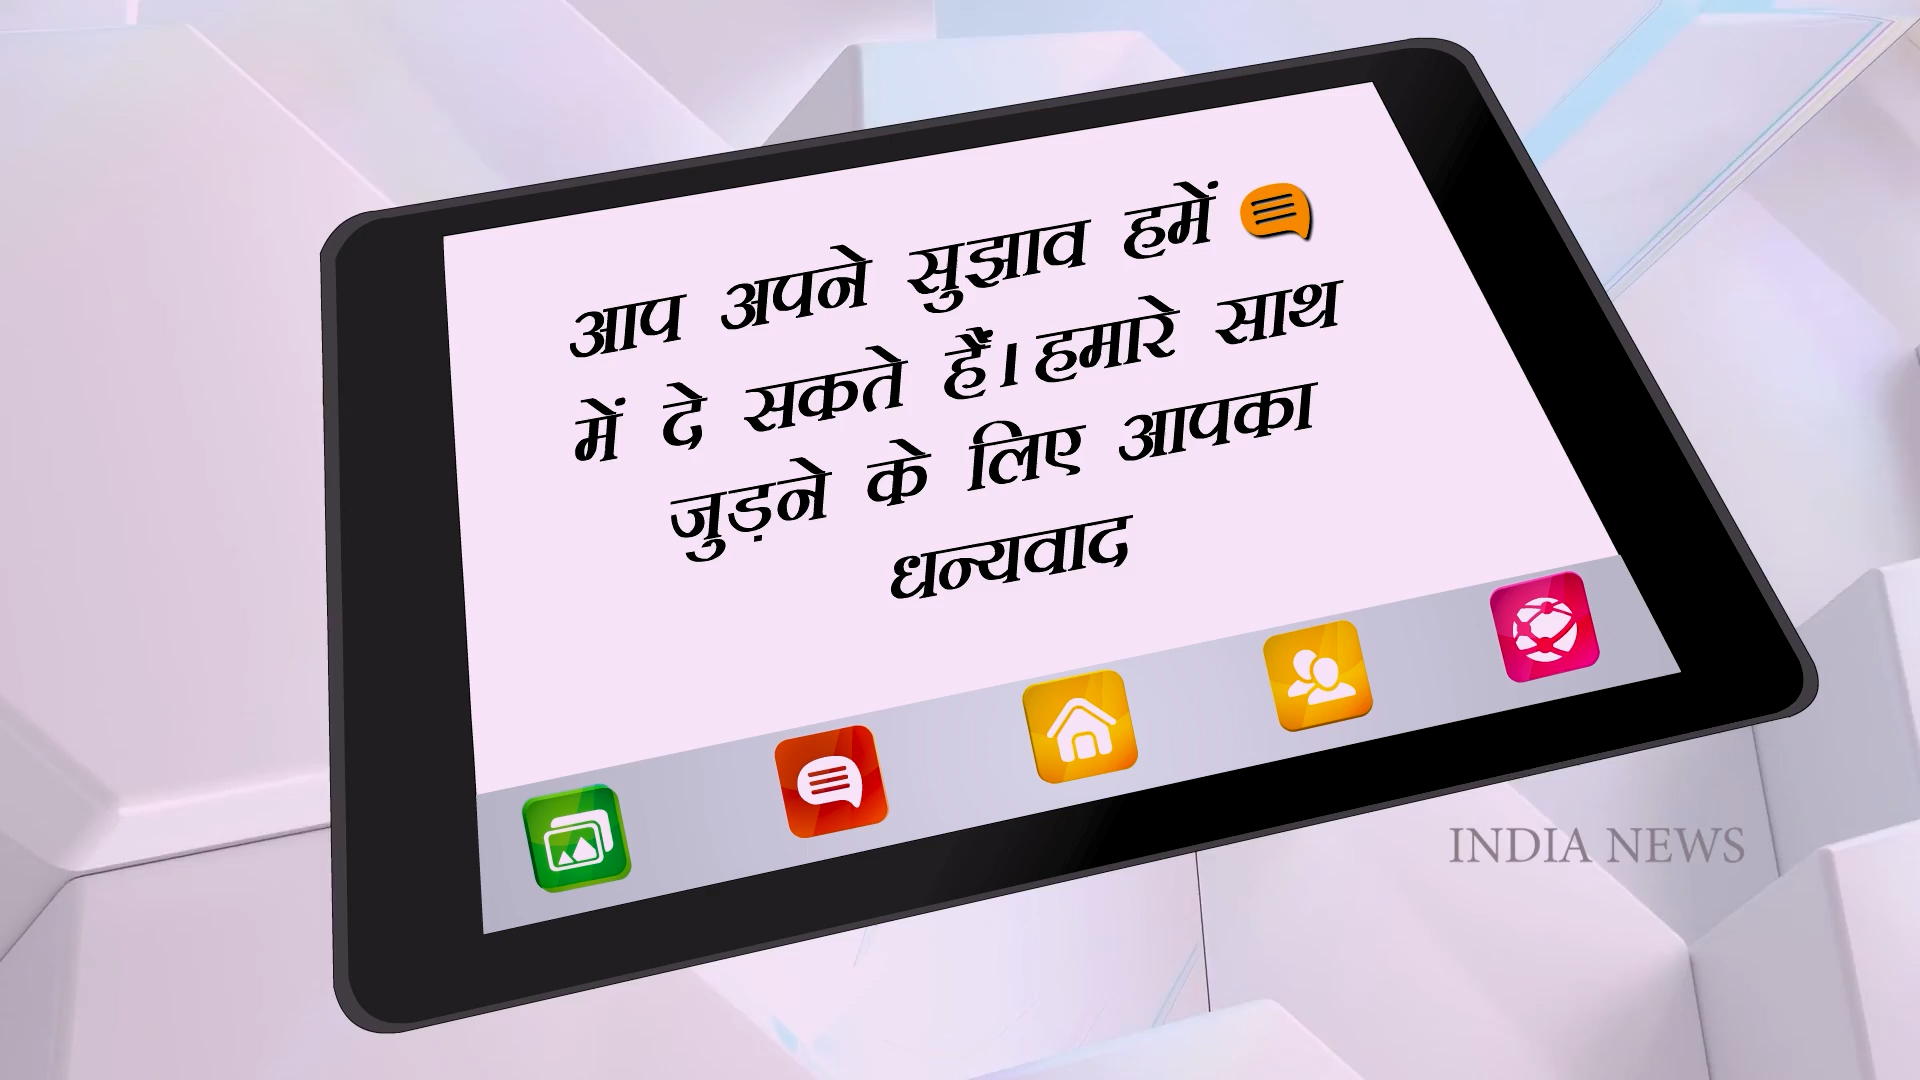 आप अपने सुझाव हमें
में दे सकते हैं। हमारे साथ
जुड़ने के लिए आपका
धन्यवाद
INDIA NEWS